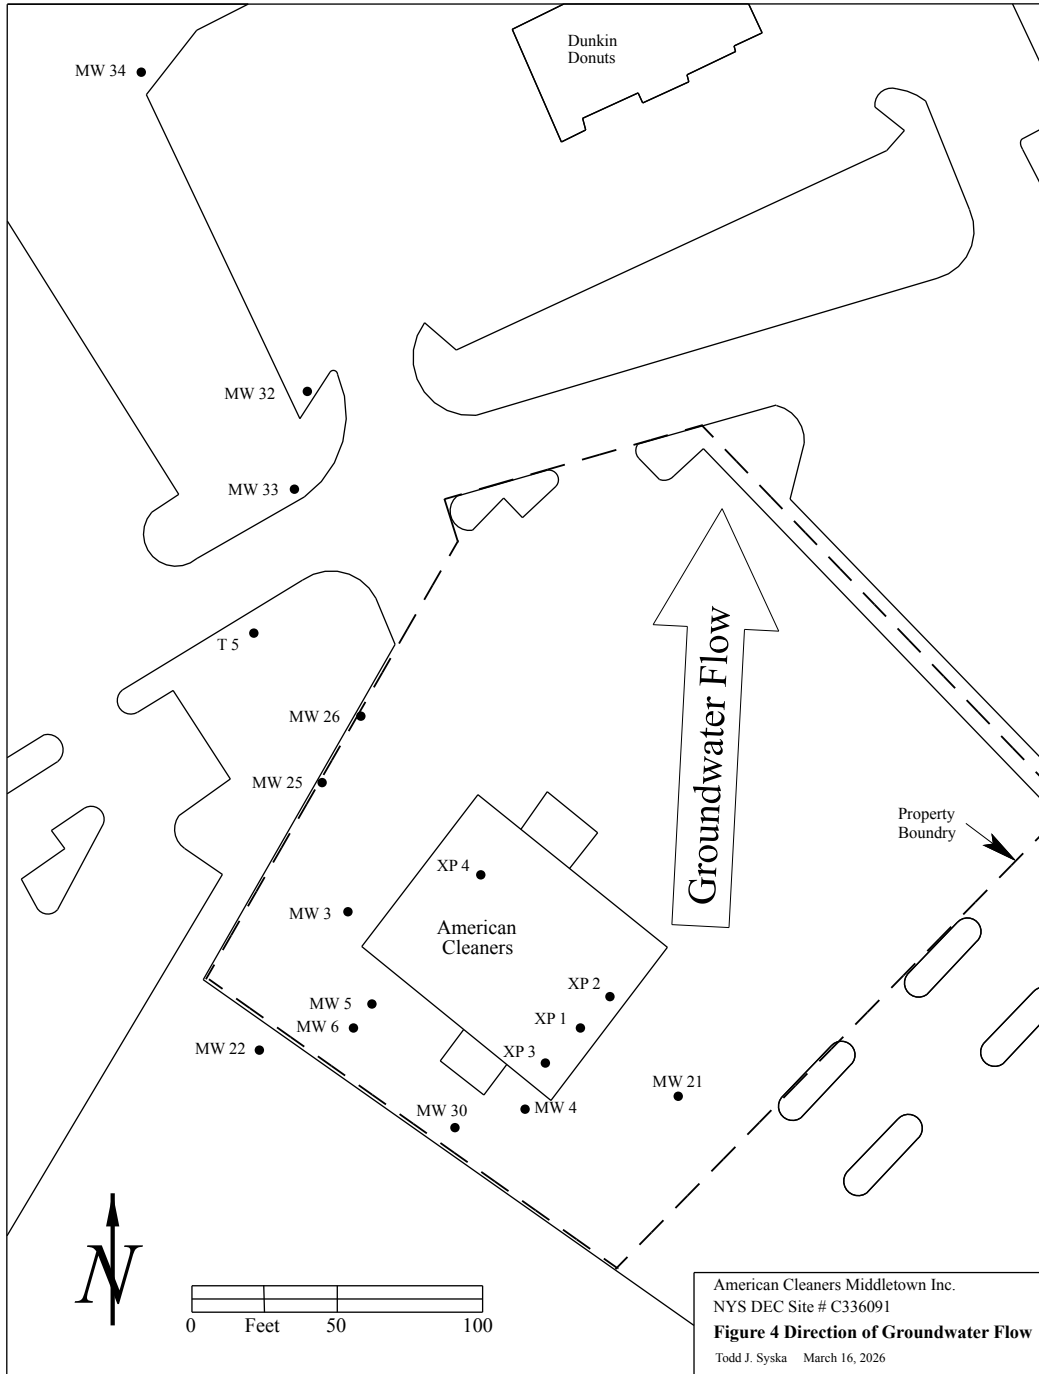 Dunkin
Donuts
MW 34
MW 32
MW 33
T 5
MW 26
MW 25
Groundwater Flow
Property
Boundry
XP 4
MW 3
American
Cleaners
XP 2
MW 5
XP 1
MW 6
MW 22
XP 3
MW 21
MW 4
MW 30
N
0 Feet 50 100
American Cleaners Middletown Inc.
NYS DEC Site # C336091
Figure 4 Direction of Groundwater Flow
Todd J. Syska March 16, 2026